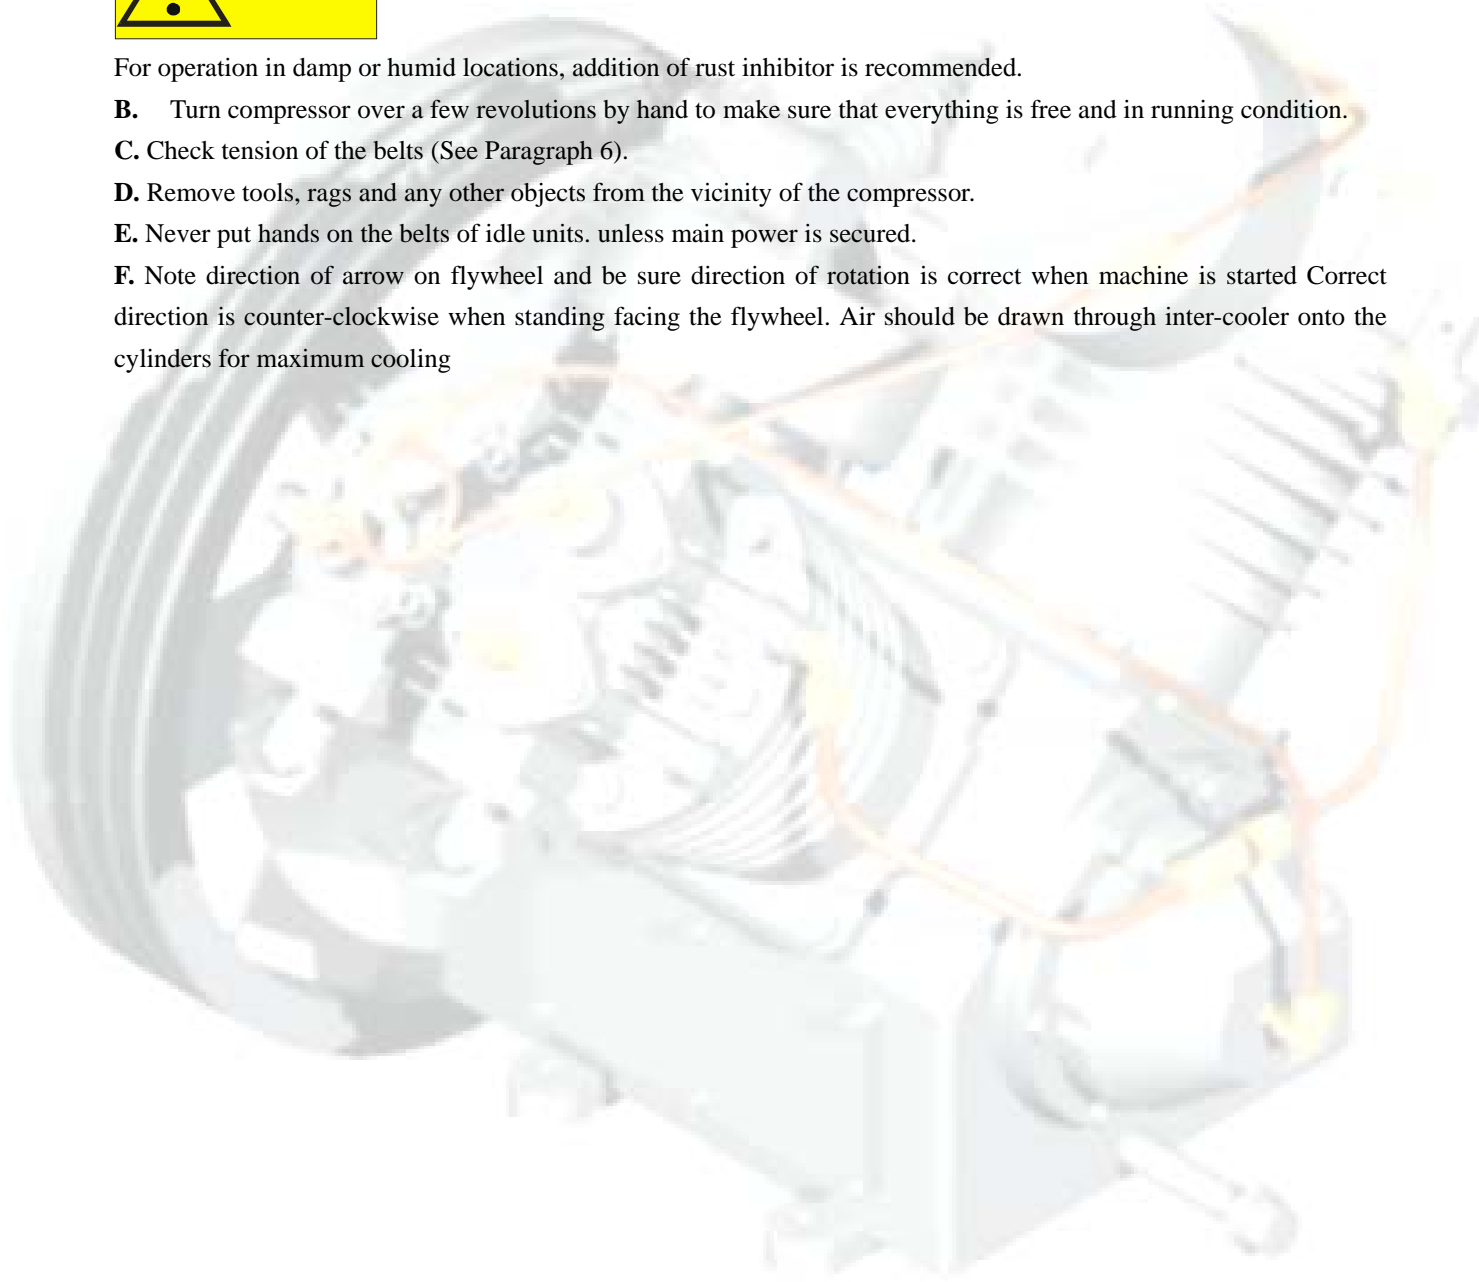 For operation in damp or humid locations, addition of rust inhibitor is recommended.
B. Turn compressor over a few revolutions by hand to make sure that everything is free and in running condition.
C. Check tension of the belts (See Paragraph 6).
D. Remove tools, rags and any other objects from the vicinity of the compressor.
E. Never put hands on the belts of idle units. unless main power is secured.
F. Note direction of arrow on flywheel and be sure direction of rotation is correct when machine is started Correct
direction is counter-clockwise when standing facing the flywheel. Air should be drawn through inter-cooler onto the
cylinders for maximum cooling